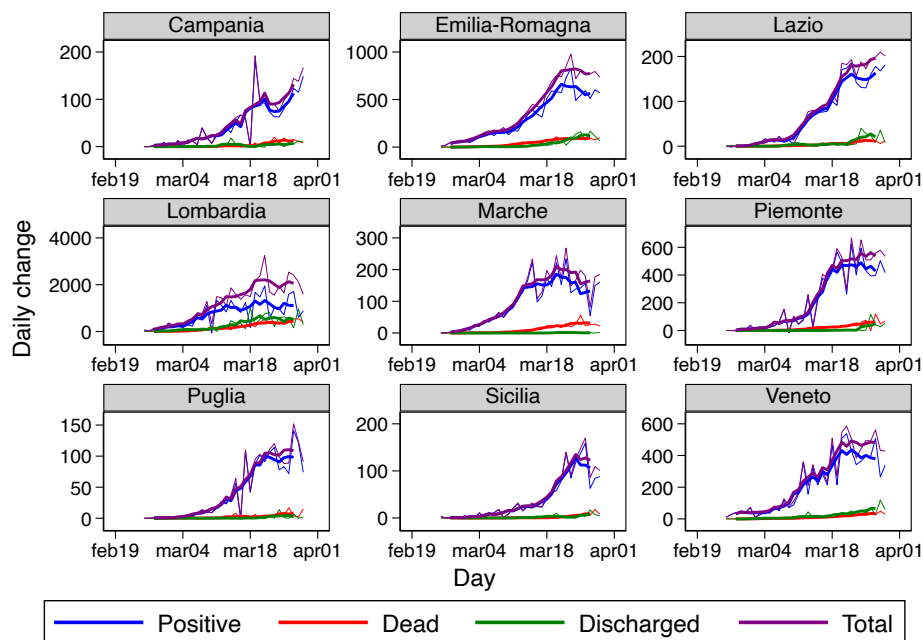 Campania
Emilia-Romagna
Lazio
200
100
0
feb19 mar04 mar18 apr01
1000
500
0
feb19 mar04 mar18 apr01
200
100
0
feb19 mar04 mar18 apr01
Lombardia
Marche
Piemonte
4000
2000
0
feb19 mar04 mar18 apr01
300
200
100
0
feb19 mar04 mar18 apr01
600
400
200
0
feb19 mar04 mar18 apr01
Puglia
Sicilia
Veneto
150
100
50
0
feb19 mar04 mar18 apr01
200
100
0
feb19 mar04 mar18 apr01
600
400
200
0
feb19 mar04 mar18 apr01
Daily change
Day
Positive Dead Discharged Total